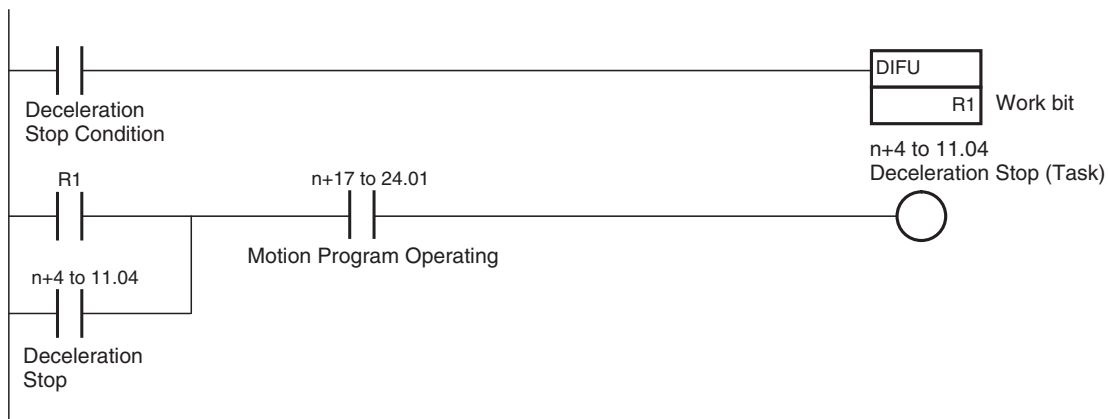 DIFU
Deceleration
Stop Condition
R1 Work bit
n+4 to 11.04
Deceleration Stop (Task)
R1
n+17 to 24.01
Motion Program Operating
n+4 to 11.04
Deceleration
Stop